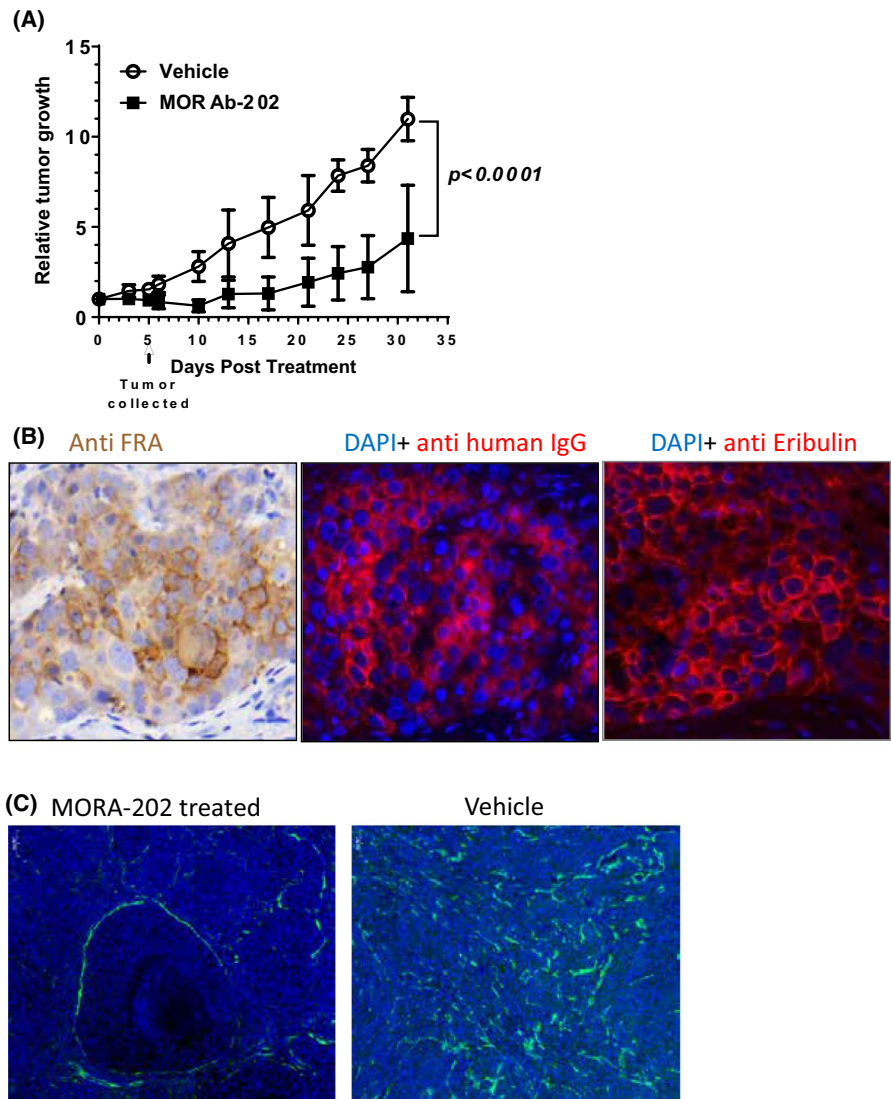 (A)
15
10
5
0
Relative tumor growth
Vehicle
MOR Ab-202
p<0.0001
0 5 10 15 20 25 30 35
Days Post Treatment
Tumor
collected
(B)
Anti FRA
DAPI+ anti human IgG
DAPI+ anti Eribulin
(C)
MORA-202 treated
Vehicle